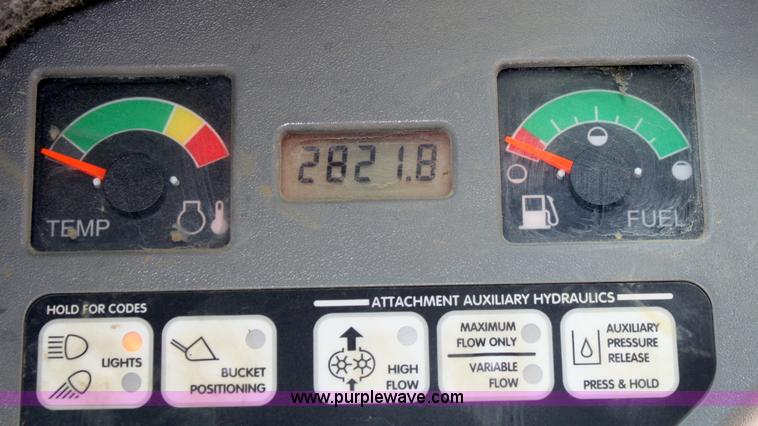 2821.8
TEMP
FUEL
HOLD FOR CODES
ATTACHMENT AUXILIARY HYDRAULICS
LIGHTS
BUCKET
POSITIONING
HIGH
FLOW
MAXIMUM
FLOW ONLY
VARIABLE
FLOW
AUXILIARY
PRESSURE
RELEASE
PRESS & HOLD
www.purplewave.com